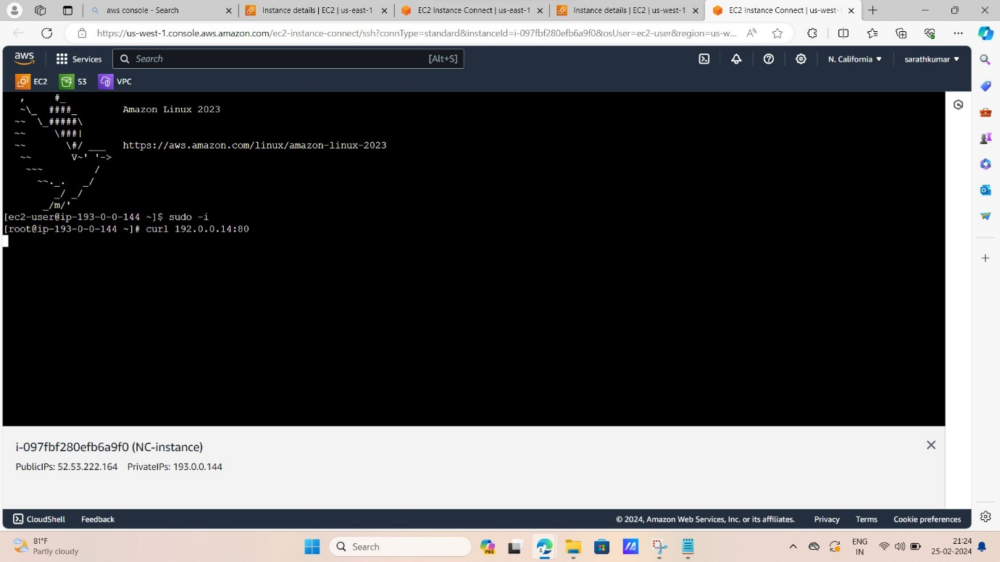 aws console - Search
Instance details | EC2 | us-east-1
EC2 Instance Connect | us-east-1
Instance details | EC2 | us-west-1
EC2 Instance Connect | us-west-
https://us-west-1.console.aws.amazon.com/ec2-instance-connect/ssh?connType=standard&instanceId=i-097fbf280efb6a9f0&osUser=ec2-user&region=us-w...
aws
Services
Search
[Alt+S]
N. California
sarathkumar
EC2
S3
VPC
   ,     #_
   ~\_  ####_        Amazon Linux 2023
  ~~  \_#####\
  ~~     \###|
  ~~       \#/ ___   https://aws.amazon.com/linux/amazon-linux-2023
   ~~       V~' '->
    ~~~         /
      ~~._.   _/
         _/ _/
       _/m/'
[ec2-user@ip-193-0-0-144 ~]$ sudo -i
[root@ip-193-0-0-144 ~]# curl 192.0.0.14:80
i-097fbf280efb6a9f0 (NC-instance)
PublicIPs: 52.53.222.164 PrivateIPs: 193.0.0.144
CloudShell
Feedback
© 2024, Amazon Web Services, Inc. or its affiliates.
Privacy
Terms
Cookie preferences
81°F
Partly cloudy
Search
PRE
ENG
IN
21:24
25-02-2024